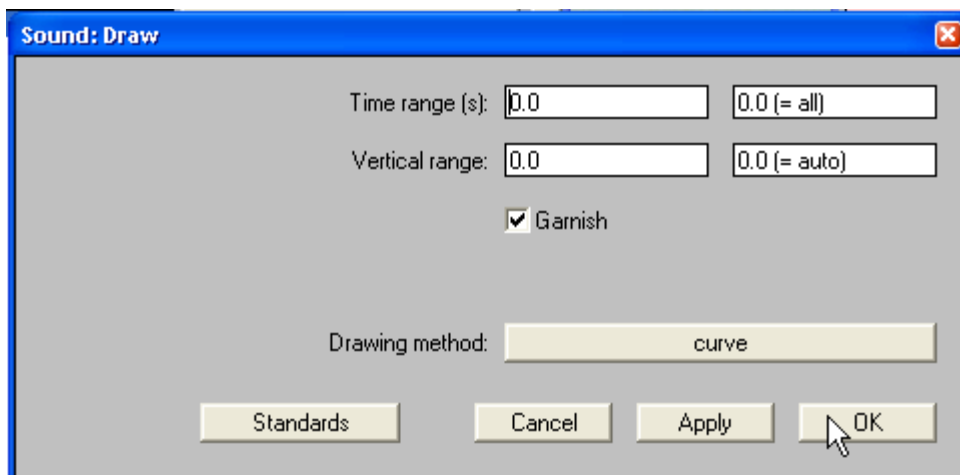 Sound: Draw
Time range (s): 0.0 0.0 (= all)
Vertical range: 0.0 0.0 (= auto)
Garnish
Drawing method: curve
Standards Cancel Apply OK